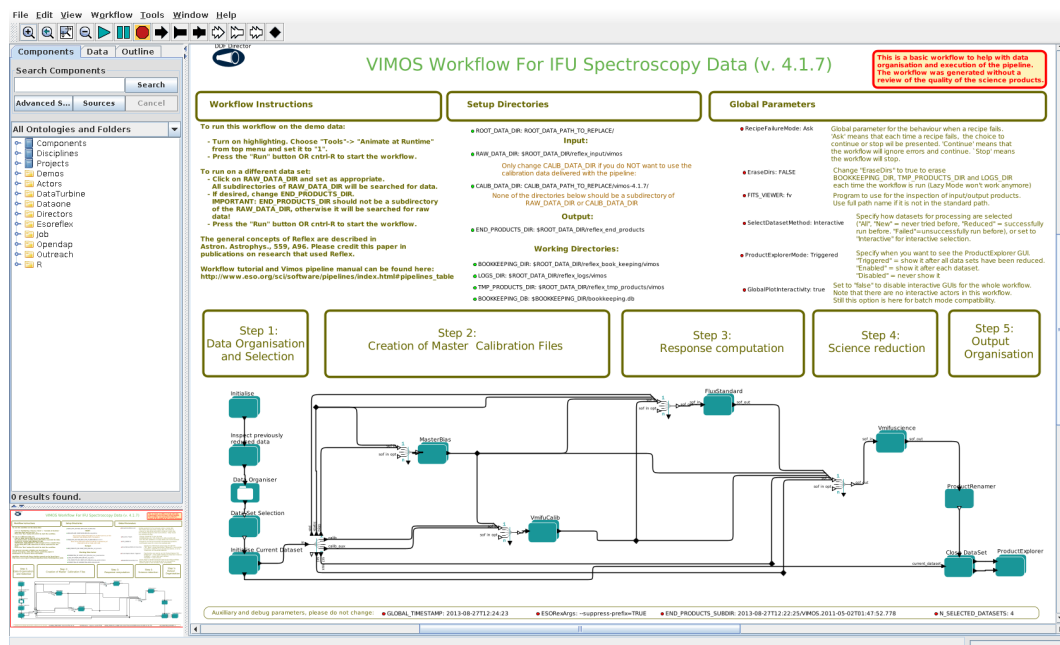 File Edit View Workflow Tools Window Help
Components Data Outline
Search Components
Search
Advanced S... Sources Cancel
All Ontologies and Folders
Components
Disciplines
Projects
Demos
Actors
DataTurbine
Dataone
Directors
Esoreflex
Job
Opendap
Outreach
R
0 results found.
DDF Director
VIMOS Workflow For IFU Spectroscopy Data (v. 4.1.7)
This is a basic workflow to help with data
organisation and execution of the pipeline.
The workflow was generated without a
review of the quality of the science products.
Workflow Instructions
To run this workflow on the demo data:
- Turn on highlighting. Choose "Tools"-> "Animate at Runtime"
from top menu and set it to "1".
- Press the "Run" button OR cntrl-R to start the workflow.
To run on a different data set:
- Click on RAW_DATA_DIR and set as appropriate.
All subdirectories of RAW_DATA_DIR will be searched for data.
- If desired, change END_PRODUCTS_DIR.
IMPORTANT: END_PRODUCTS_DIR should not be a subdirectory
of the RAW_DATA_DIR, otherwise it will be searched for raw
data!
- Press the "Run" button OR cntrl-R to start the workflow.
The general concepts of Reflex are described in
Astron. Astrophys., 559, A96. Please credit this paper in
publications on research that used Reflex.
Workflow tutorial and Vimos pipeline manual can be found here:
http://www.eso.org/sci/software/pipelines/index.html#pipelines_table
Setup Directories
ROOT_DATA_DIR: ROOT_DATA_PATH_TO_REPLACE/
Input:
RAW_DATA_DIR: $ROOT_DATA_DIR/reflex_input/vimos
Only change CALIB_DATA_DIR if you do NOT want to use the
calibration data delivered with the pipeline:
CALIB_DATA_DIR: CALIB_DATA_PATH_TO_REPLACE/vimos-4.1.7/
None of the directories below should be a subdirectory of
RAW_DATA_DIR or CALIB_DATA_DIR
Output:
END_PRODUCTS_DIR: $ROOT_DATA_DIR/reflex_end_products
Working Directories:
BOOKKEEPING_DIR: $ROOT_DATA_DIR/reflex_book_keeping/vimos
LOGS_DIR: $ROOT_DATA_DIR/reflex_logs/vimos
TMP_PRODUCTS_DIR: $ROOT_DATA_DIR/reflex_tmp_products/vimos
BOOKKEEPING_DB: $BOOKKEEPING_DIR/bookkeeping.db
Global Parameters
RecipeFailureMode: Ask
Global parameter for the behaviour when a recipe fails.
'Ask' means that each time a recipe fails, the choice to
continue or stop wil be presented. 'Continue' means that
the workflow will ignore errors and continue. `Stop' means
the workflow will stop.
EraseDirs: FALSE
Change "EraseDirs" to true to erase
BOOKKEEPING_DIR, TMP_PRODUCTS_DIR and LOGS_DIR
each time the workflow is run (Lazy Mode won't work anymore)
FITS_VIEWER: fv
Program to use for the inspection of input/output products.
Use full path name if it is not in the standard path.
SelectDatasetMethod: Interactive
Specify how datasets for processing are selected
("All, "New" = never tried before, "Reduced" = successfully
run before. "Failed"=unsuccessfully run before), or set to
"Interactive" for interactive selection.
ProductExplorerMode: Triggered
Specify when you want to see the ProductExplorer GUI.
"Triggered" = show it after all data sets have been reduced.
"Enabled" = show it after each dataset.
"Disabled" = never show it
GlobalPlotInteractivity: true
Set to "false" to disable interactive GUIs for the whole workflow.
Note that there are no interactive actors in this workflow.
Still this option is here for batch mode compatbility.
Step 1:
Data Organisation
and Selection
Step 2:
Creation of Master Calibration Files
Step 3:
Response computation
Step 4:
Science reduction
Step 5:
Output
Organisation
Initialise
Inspect previously
reduced data
Data Organiser
DataSet Selection
Initialise Current Dataset
MasterBias
VmifuCalib
FluxStandard
Vmifuscience
ProductRenamer
Close DataSet
ProductExplorer
current_dataset
Auxilliary and debug parameters, please do not change:
GLOBAL_TIMESTAMP: 2013-08-27T12:24:23
ESORexArgs: --suppress-prefix=TRUE
END_PRODUCTS_SUBDIR: 2013-08-27T12:22:25/VIMOS.2011-05-02T01:47:52.778
N_SELECTED_DATASETS: 4